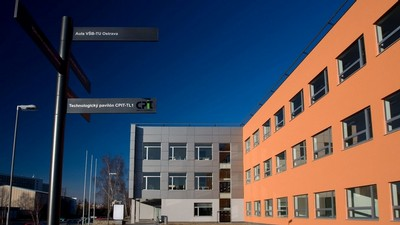 Aula VŠB-TU Ostrava
Technologický pavilon CPIT-TL1